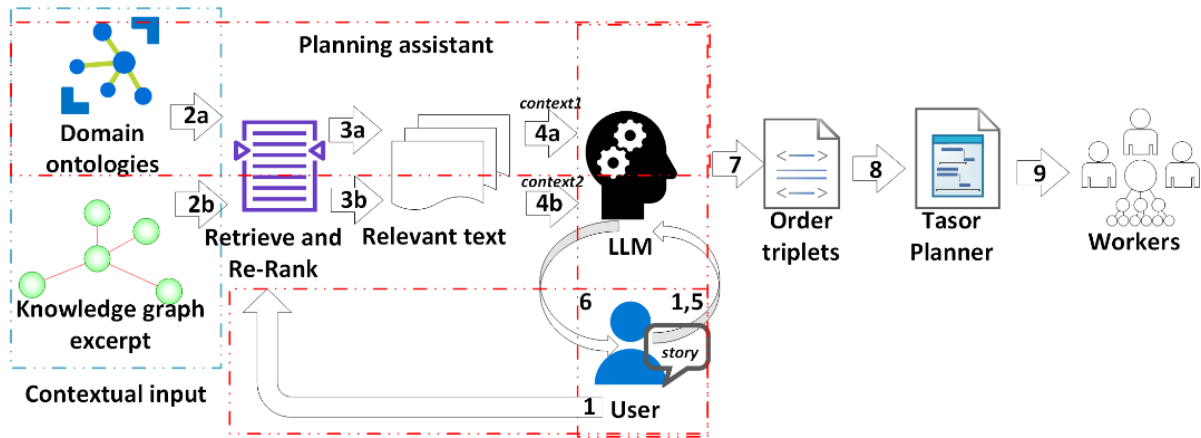 Planning assistant
Domain
ontologies
2a
3a
context1
4a
2b
3b
context2
4b
7
8
9
Retrieve and
Re-Rank
Relevant text
LLM
Order
triplets
Tasor
Planner
Workers
Knowledge graph
excerpt
6
1,5
story
Contextual input
1
User